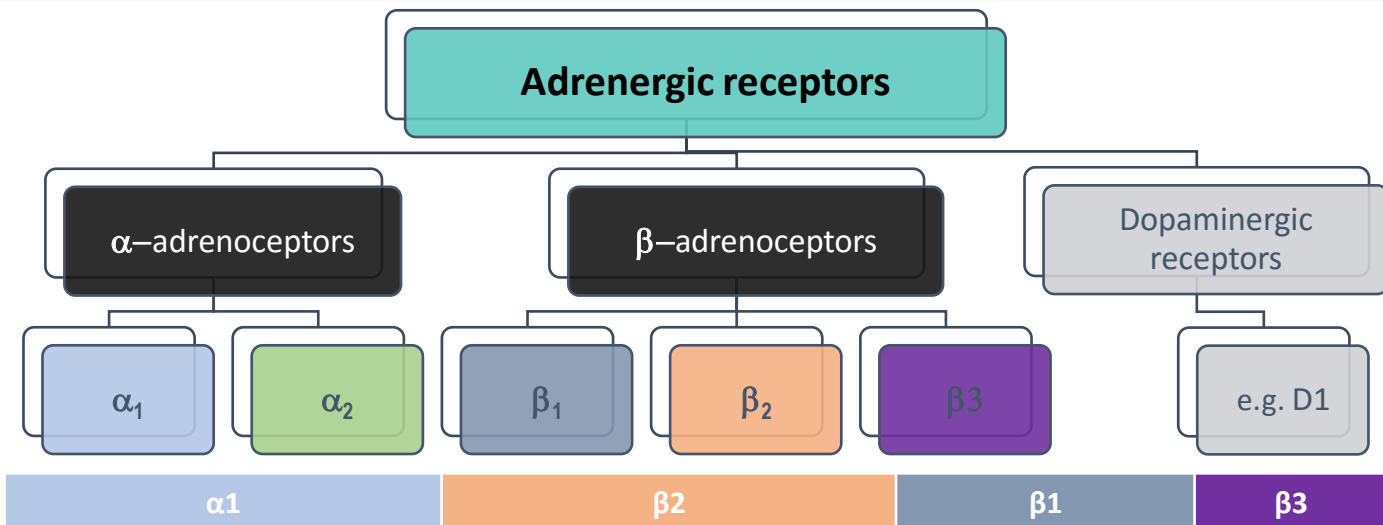 Adrenergic receptors
α–adrenoceptors
β–adrenoceptors
Dopaminergic
receptors
α₁
α₂
β₁
β₂
β3
e.g. D1
α1
β2
β1
β3